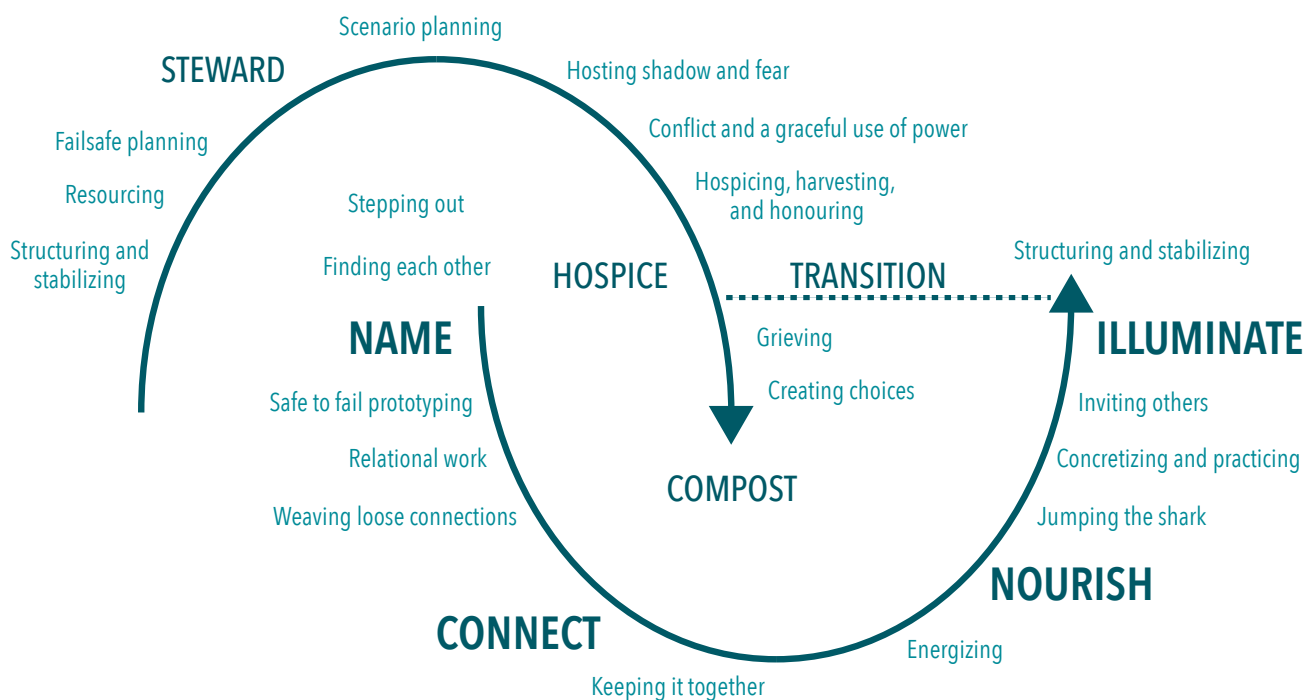 Scenario planning
STEWARD
Hosting shadow and fear
Failsafe planning
Conflict and a graceful use of power
Resourcing
Hospicing, harvesting,
and honouring
Stepping out
Structuring and
stabilizing
Finding each other
HOSPICE
TRANSITION
Structuring and stabilizing
NAME
Grieving
ILLUMINATE
Creating choices
Safe to fail prototyping
Inviting others
Relational work
Concretizing and practicing
COMPOST
Weaving loose connections
Jumping the shark
NOURISH
CONNECT
Energizing
Keeping it together